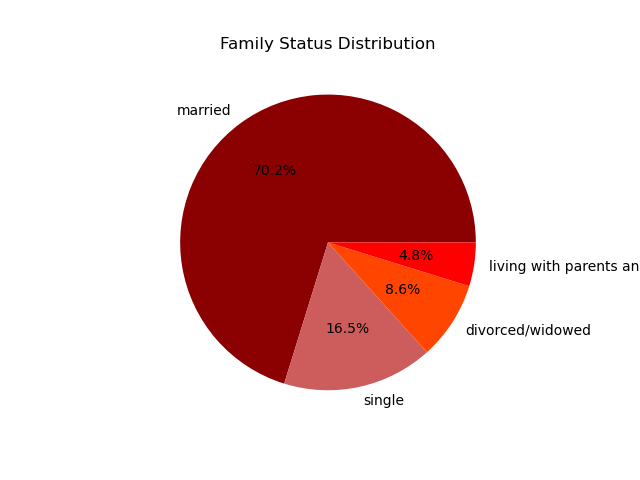 Family Status Distribution
married
70.2%
4.8%
living with parents an
8.6%
divorced/widowed
16.5%
single